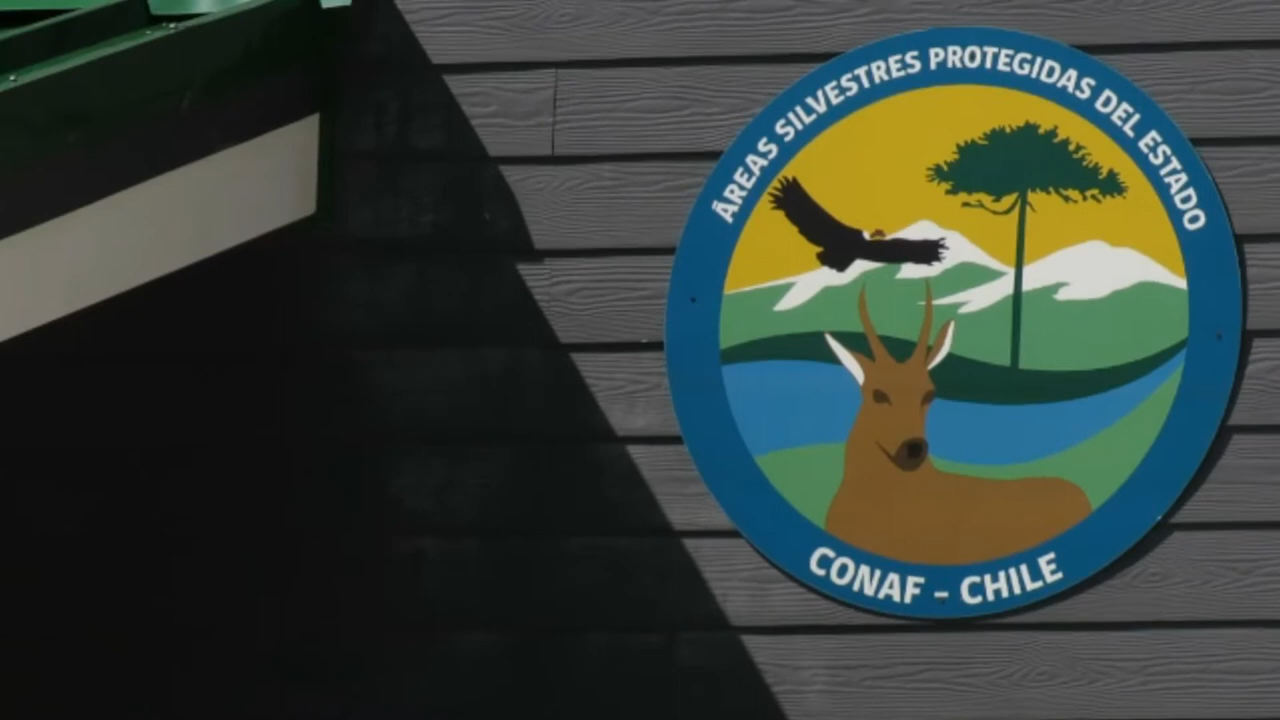 ÁREAS SILVESTRES PROTEGIDAS DEL ESTADO
CONAF – CHILE